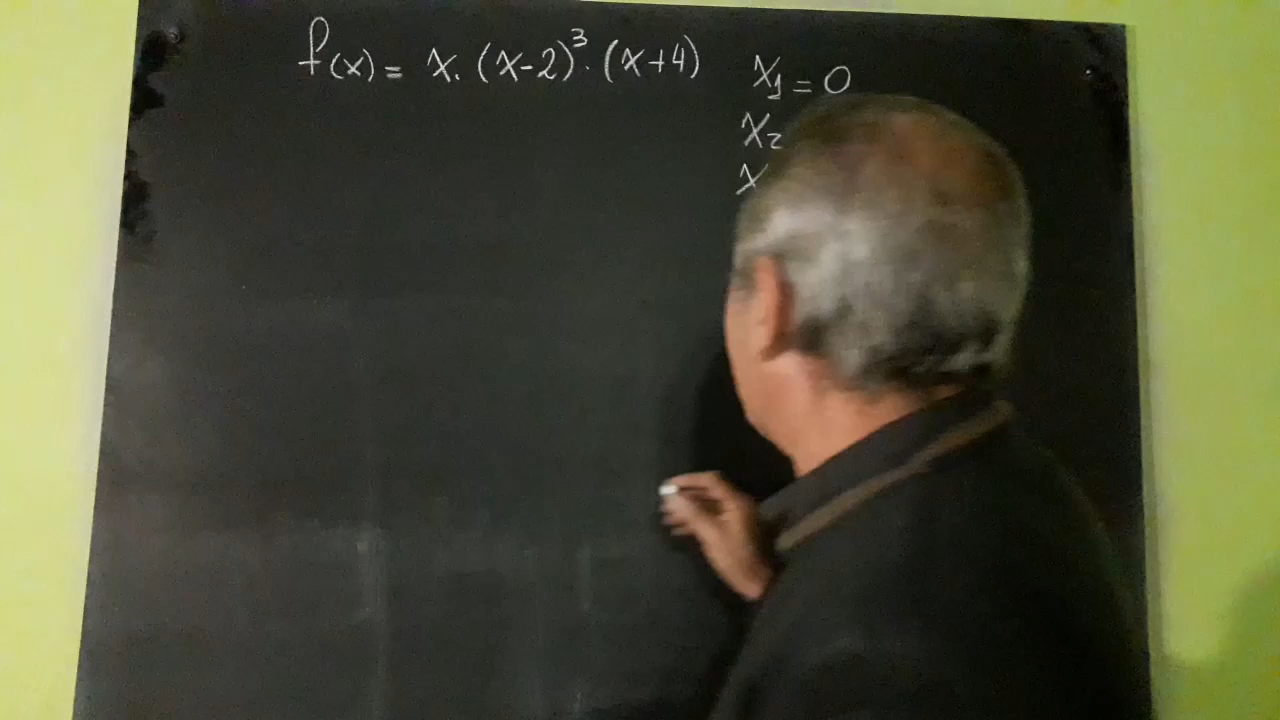 f(x) = x. (x-2)³. (x+4)
x₁ = 0
x₂
x